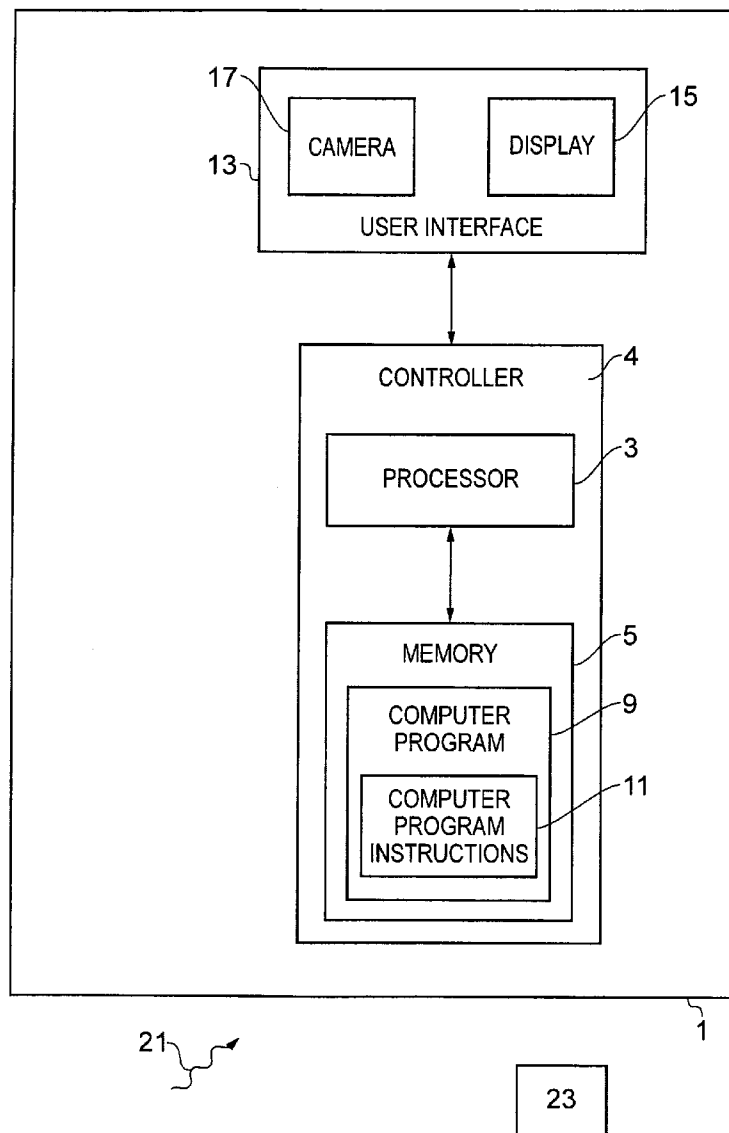 17
15
CAMERA
DISPLAY
13
USER INTERFACE
4
CONTROLLER
3
PROCESSOR
5
MEMORY
9
COMPUTER
PROGRAM
11
COMPUTER
PROGRAM
INSTRUCTIONS
1
21
23